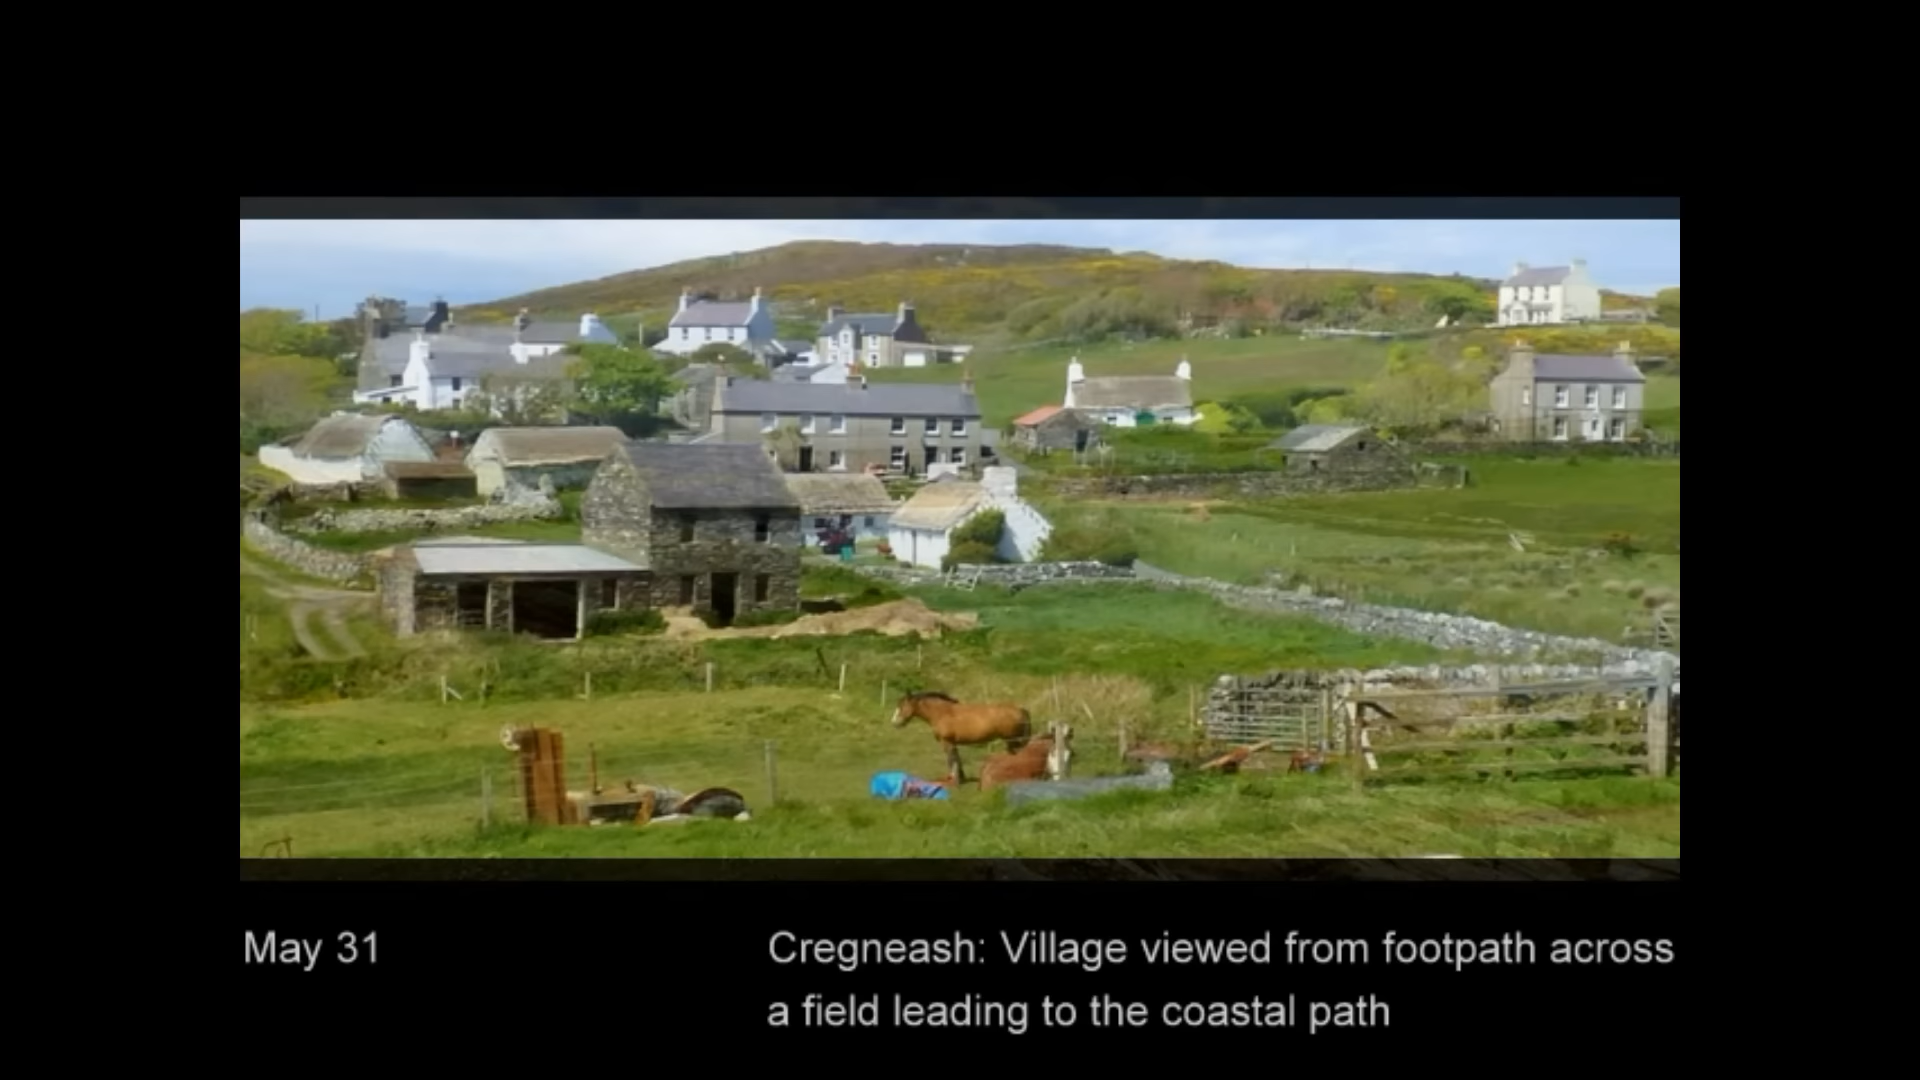 May 31
Cregneash: Village viewed from footpath across
a field leading to the coastal path